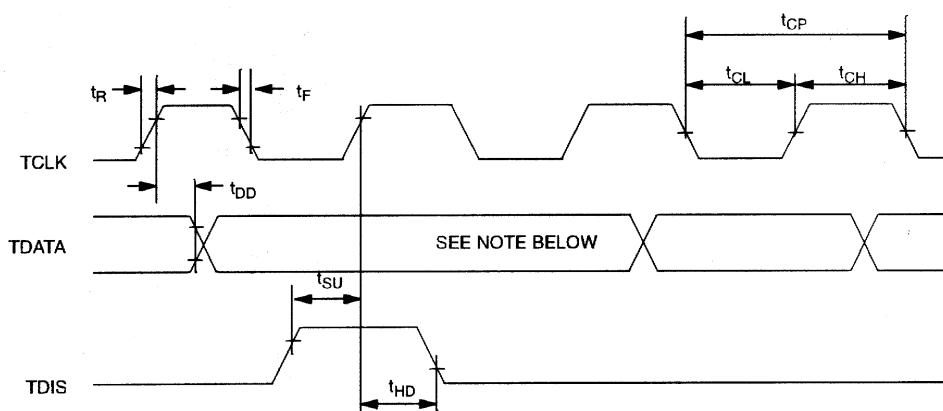 tCP
tR
tF
tCL
tCH
TCLK
tDD
TDATA
SEE NOTE BELOW
tSU
TDIS
tHD